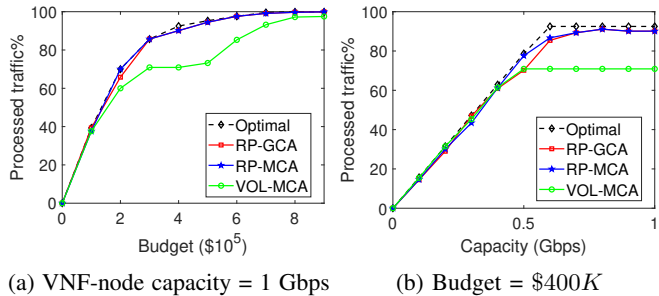 100
80
60
40
20
0
Processed traffic%
0
2
4
6
8
Budget ($10⁵)
Optimal
RP-GCA
RP-MCA
VOL-MCA
(a) VNF-node capacity = 1 Gbps
100
80
60
40
20
0
Processed traffic%
0
0.5
1
Capacity (Gbps)
Optimal
RP-GCA
RP-MCA
VOL-MCA
(b) Budget = $400K